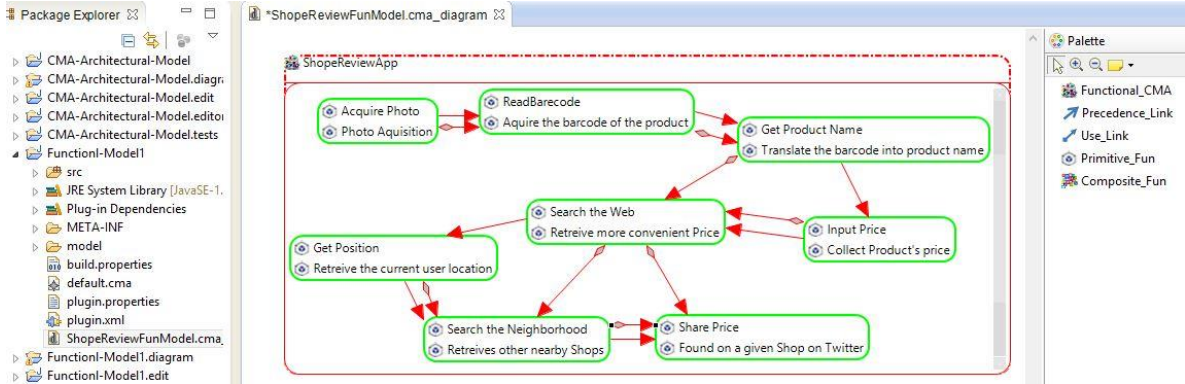 Package Explorer
CMA-Architectural-Model
CMA-Architectural-Model.diagra
CMA-Architectural-Model.edit
CMA-Architectural-Model.editor
CMA-Architectural-Model.tests
Functionl-Model1
src
JRE System Library [JavaSE-1.
Plug-in Dependencies
META-INF
model
build.properties
default.cma
plugin.properties
plugin.xml
ShopeReviewFunModel.cma_
Functionl-Model1.diagram
Functionl-Model1.edit
*ShopeReviewFunModel.cma_diagram
ShopeReviewApp
Acquire Photo
Photo Aquisition
ReadBarecode
Aquire the barcode of the product
Get Product Name
Translate the barcode into product name
Search the Web
Retreive more convenient Price
Input Price
Collect Product's price
Get Position
Retreive the current user location
Search the Neighborhood
Retreives other nearby Shops
Share Price
Found on a given Shop on Twitter
Palette
Functional_CMA
Precedence_Link
Use_Link
Primitive_Fun
Composite_Fun